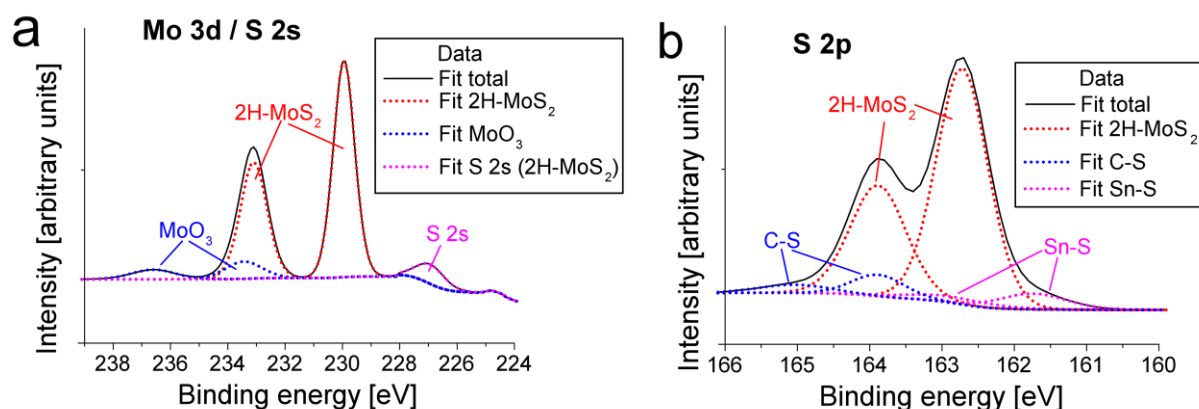 a
Mo 3d / S 2s
Data
Fit total
Fit 2H-MoS₂
Fit MoO₃
Fit S 2s (2H-MoS₂)
2H-MoS₂
MoO₃
S 2s
Intensity [arbitrary units]
238 236 234 232 230 228 226 224
Binding energy [eV]
b
S 2p
Data
Fit total
Fit 2H-MoS₂
Fit C-S
Fit Sn-S
2H-MoS₂
C-S
Sn-S
Intensity [arbitrary units]
166 165 164 163 162 161 160
Binding energy [eV]